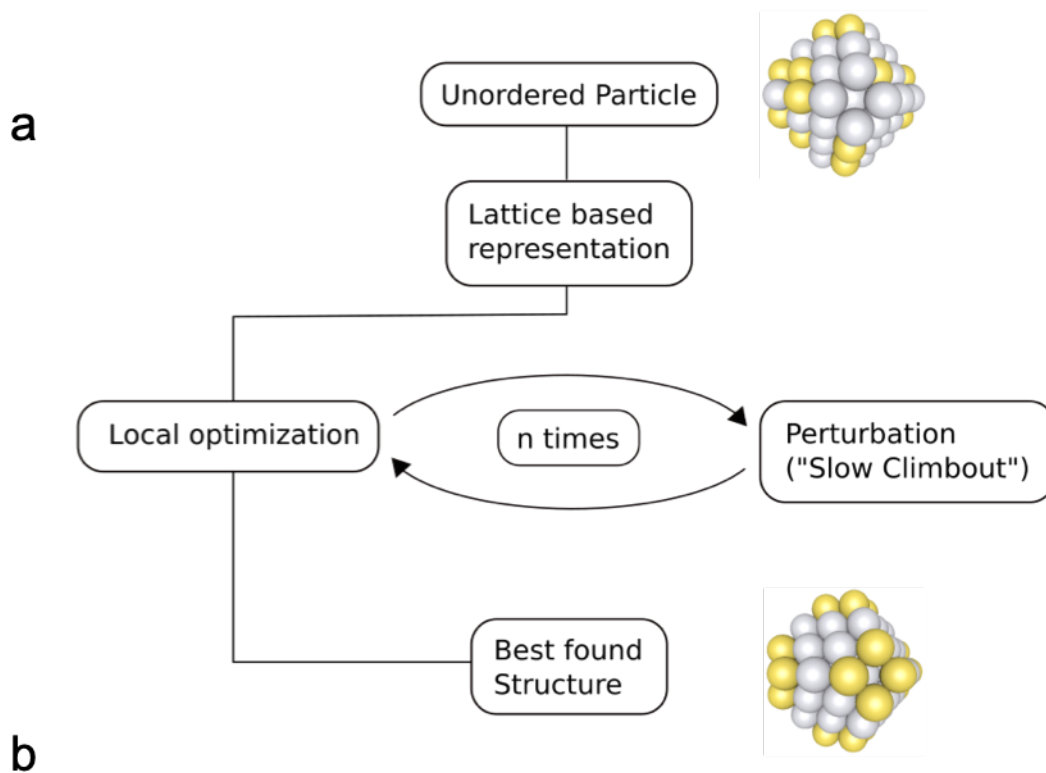 a
Unordered Particle
Lattice based
representation
Local optimization
n times
Perturbation
("Slow Climbout")
Best found
Structure
b